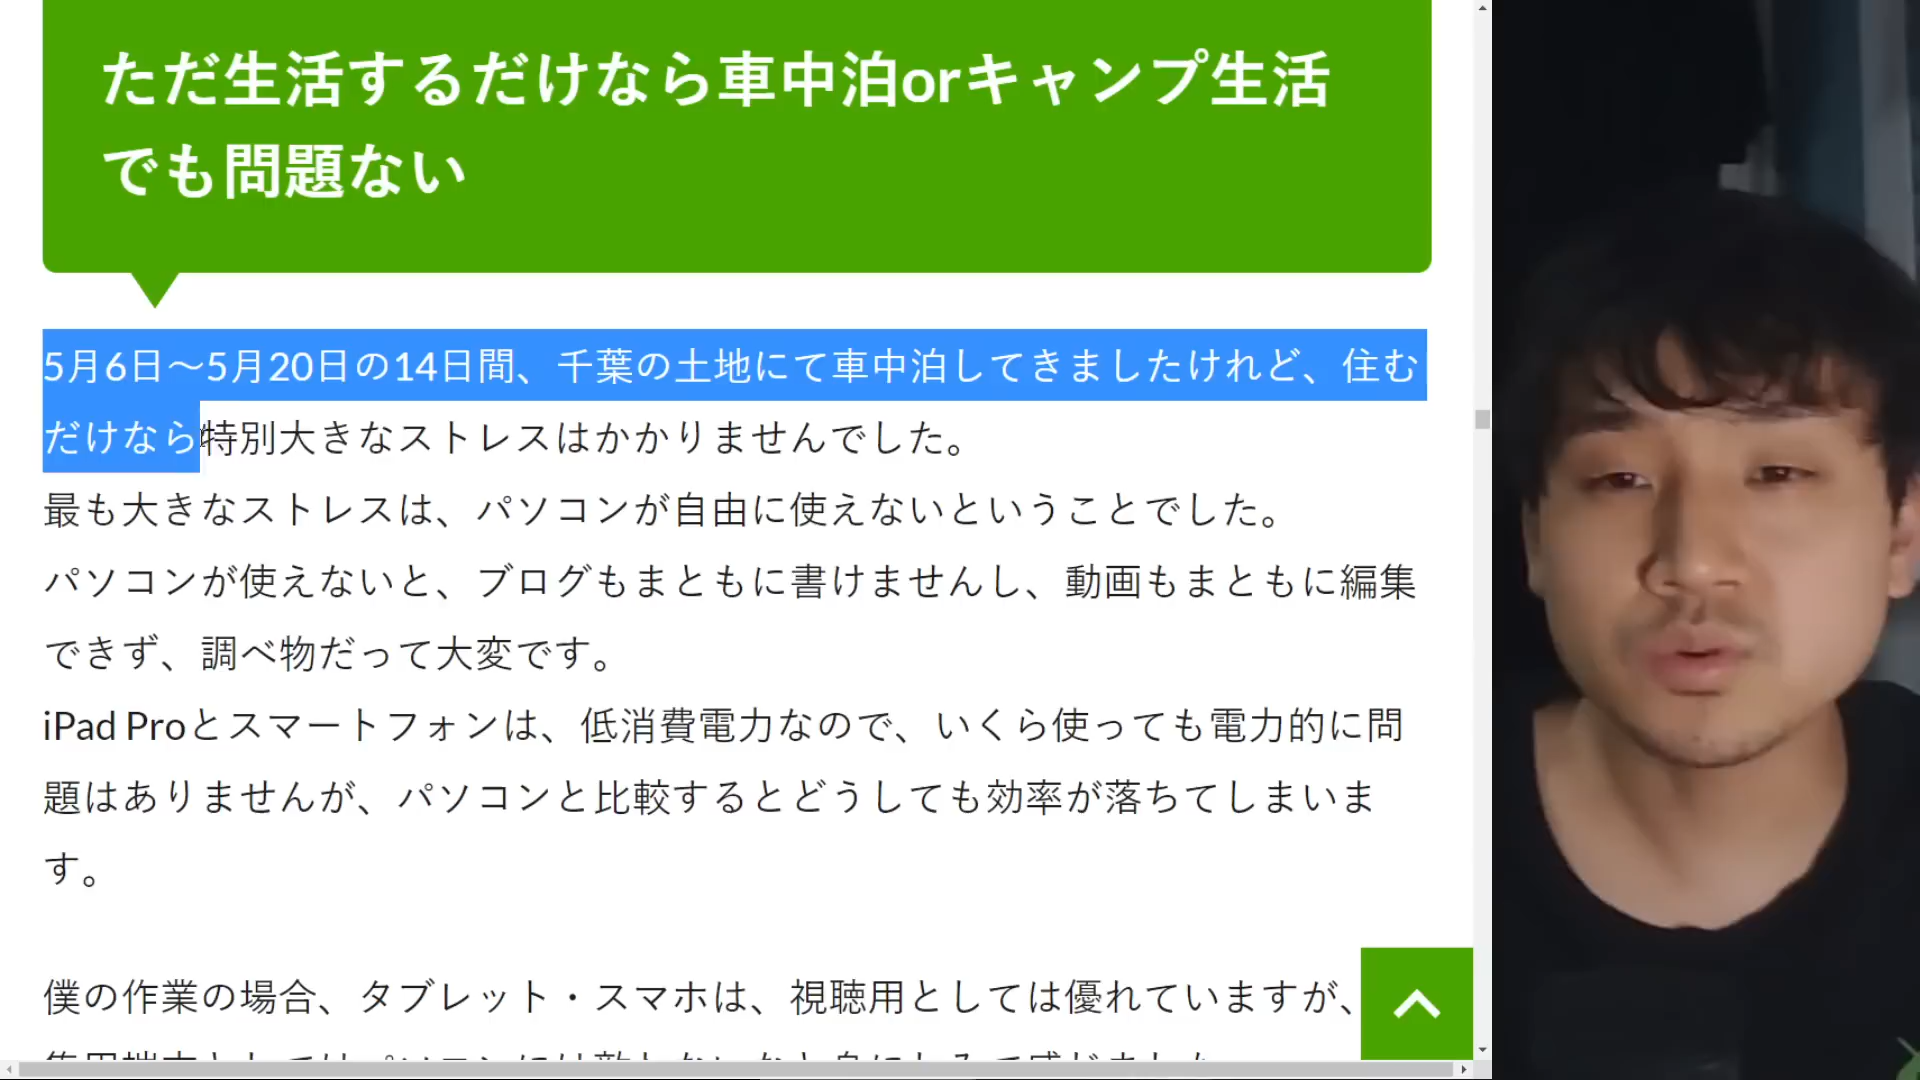 ただ生活するだけなら車中泊orキャンプ生活
でも問題ない
5月6日〜5月20日の14日間、千葉の土地にて車中泊してきましたけれど、住む
だけなら特別大きなストレスはかかりませんでした。
最も大きなストレスは、パソコンが自由に使えないということでした。
パソコンが使えないと、ブログもまともに書けませんし、動画もまともに編集
できず、調べ物だって大変です。
iPad Proとスマートフォンは、低消費電力なので、いくら使っても電力的に問
題はありませんが、パソコンと比較するとどうしても効率が落ちてしまいま
す。
僕の作業の場合、タブレット・スマホは、視聴用としては優れていますが、